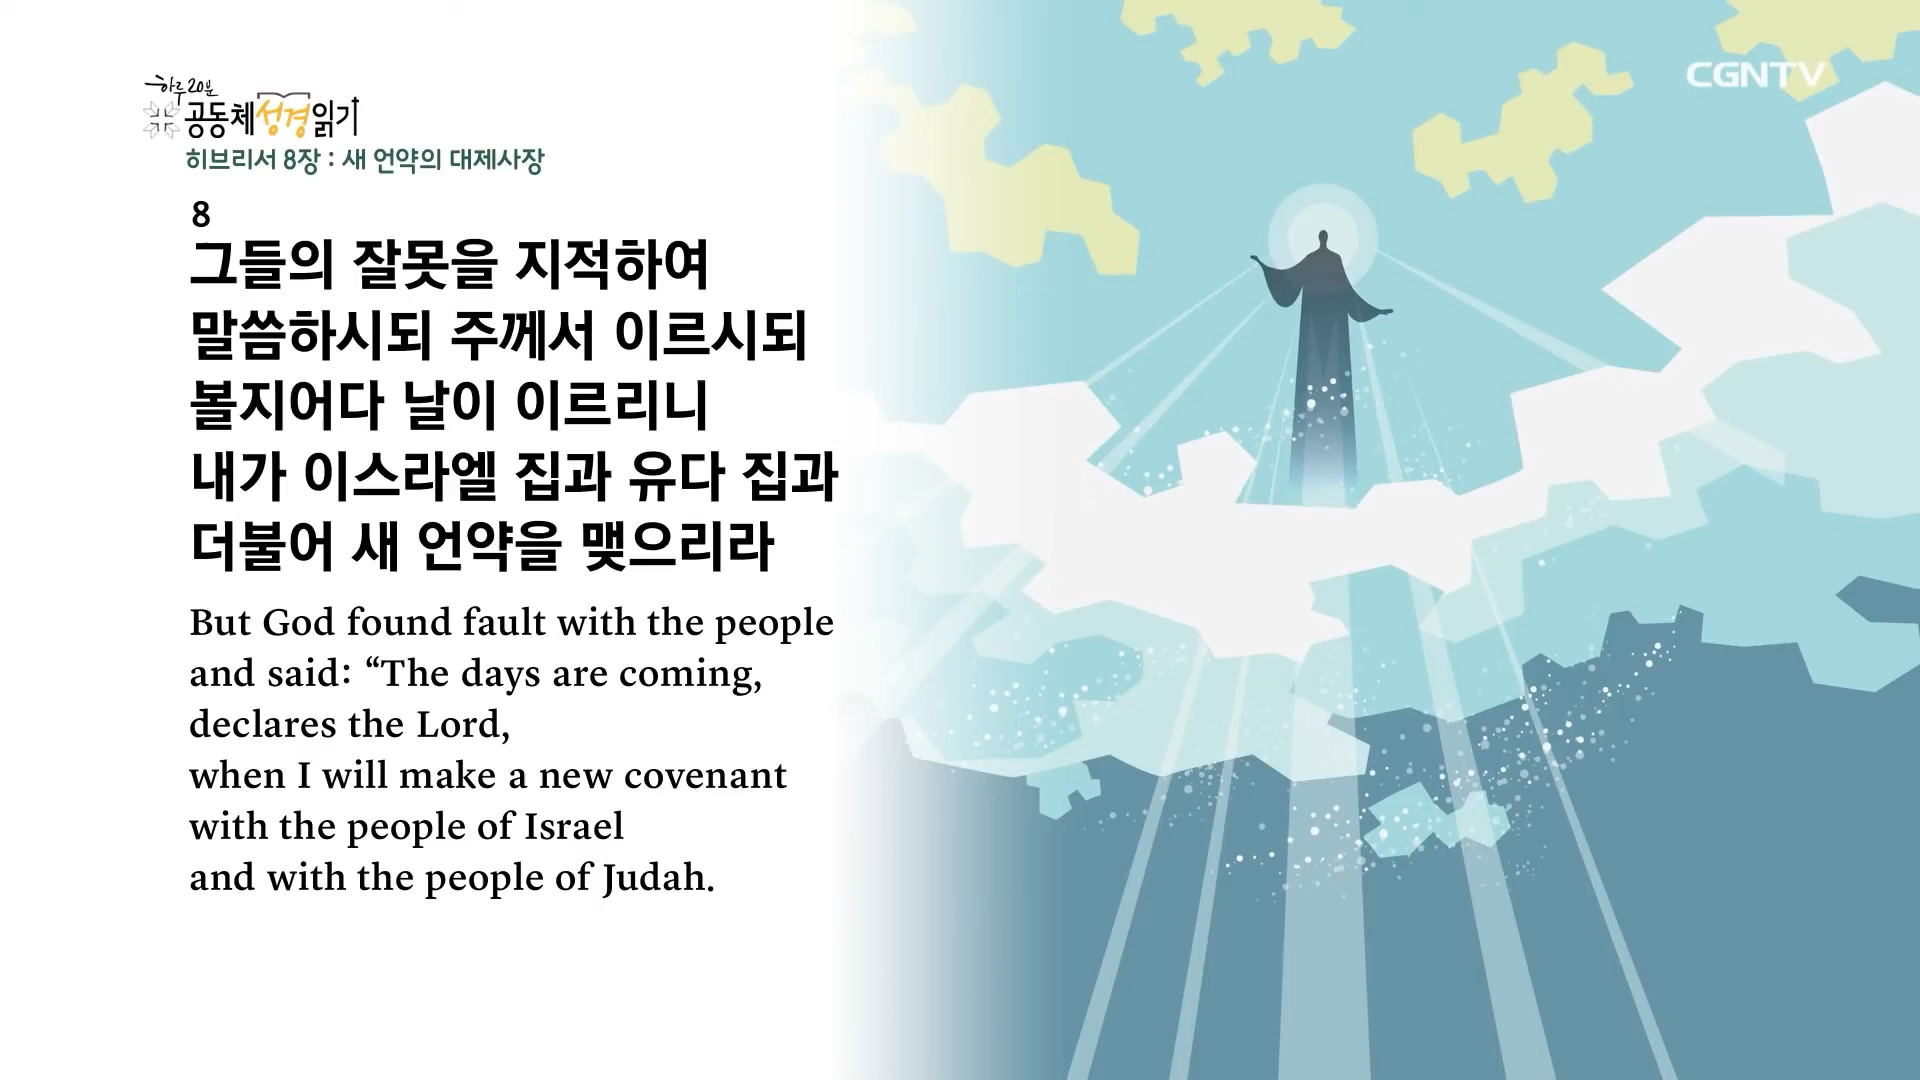 하루 20분
공동체성경읽기
CGNTV
히브리서 8장 : 새 언약의 대제사장
8
그들의 잘못을 지적하여
말씀하시되 주께서 이르시되
볼지어다 날이 이르리니
내가 이스라엘 집과 유다 집과
더불어 새 언약을 맺으리라
But God found fault with the people
and said: “The days are coming,
declares the Lord,
when I will make a new covenant
with the people of Israel
and with the people of Judah.